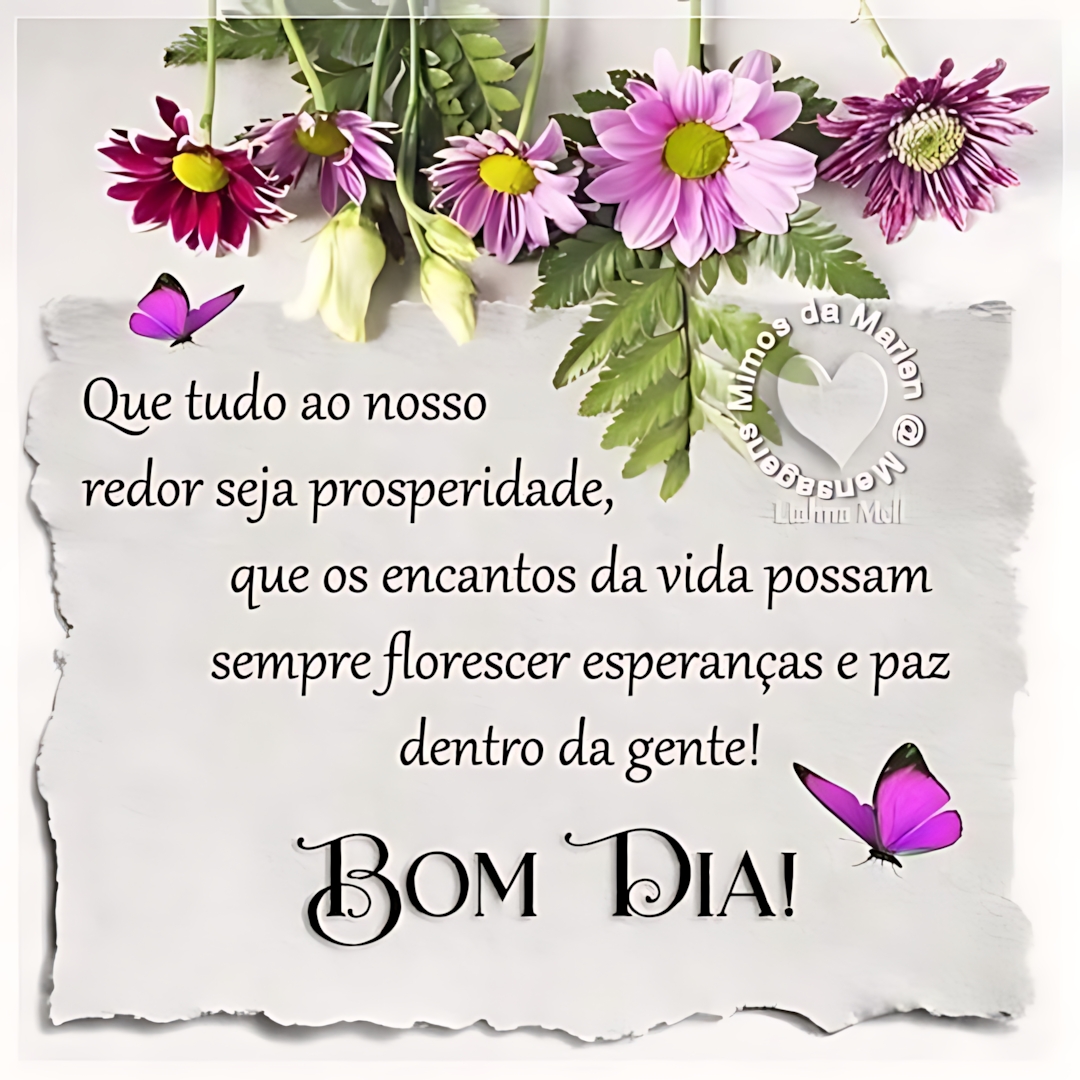 Mimos da Marlen @ Mensagens
Que tudo ao nosso
redor seja prosperidade,
que os encantos da vida possam
sempre florescer esperanças e paz
dentro da gente!
BOM DIA!